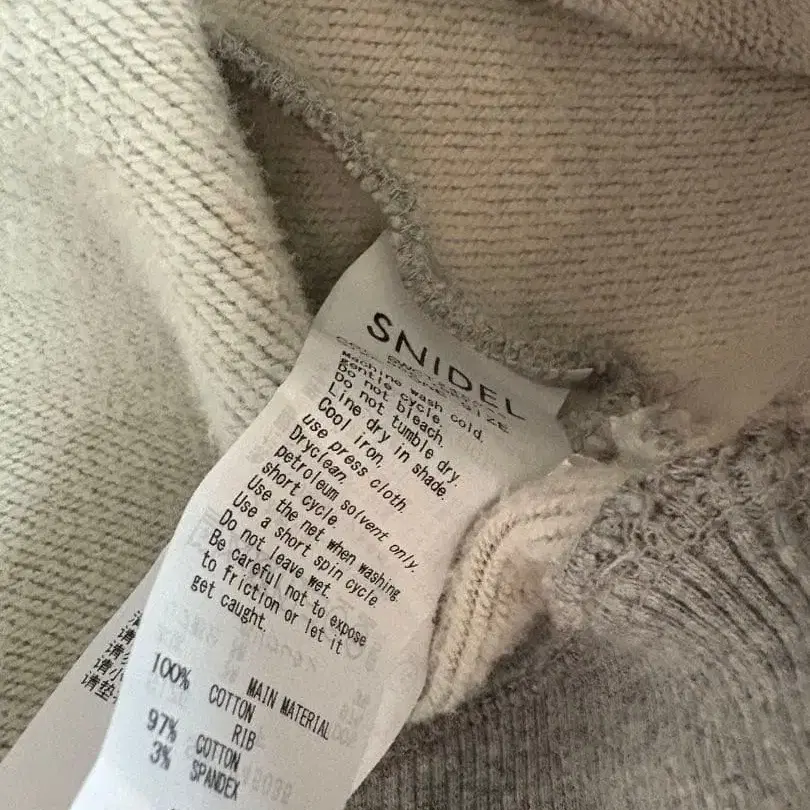 SNIDEL
Machine wash cold,
gentle cycle.
Do not bleach.
Do not tumble dry.
Line dry in shade.
Cool iron,
use press cloth.
Dryclean,
petroleum solvent only.
short cycle.
Use the net when washing.
Use a short spin cycle.
Do not leave wet.
Be careful not to expose
to friction or let it
get caught.
MAIN MATERIAL
100% COTTON
RIB
97% COTTON
3% SPANDEX